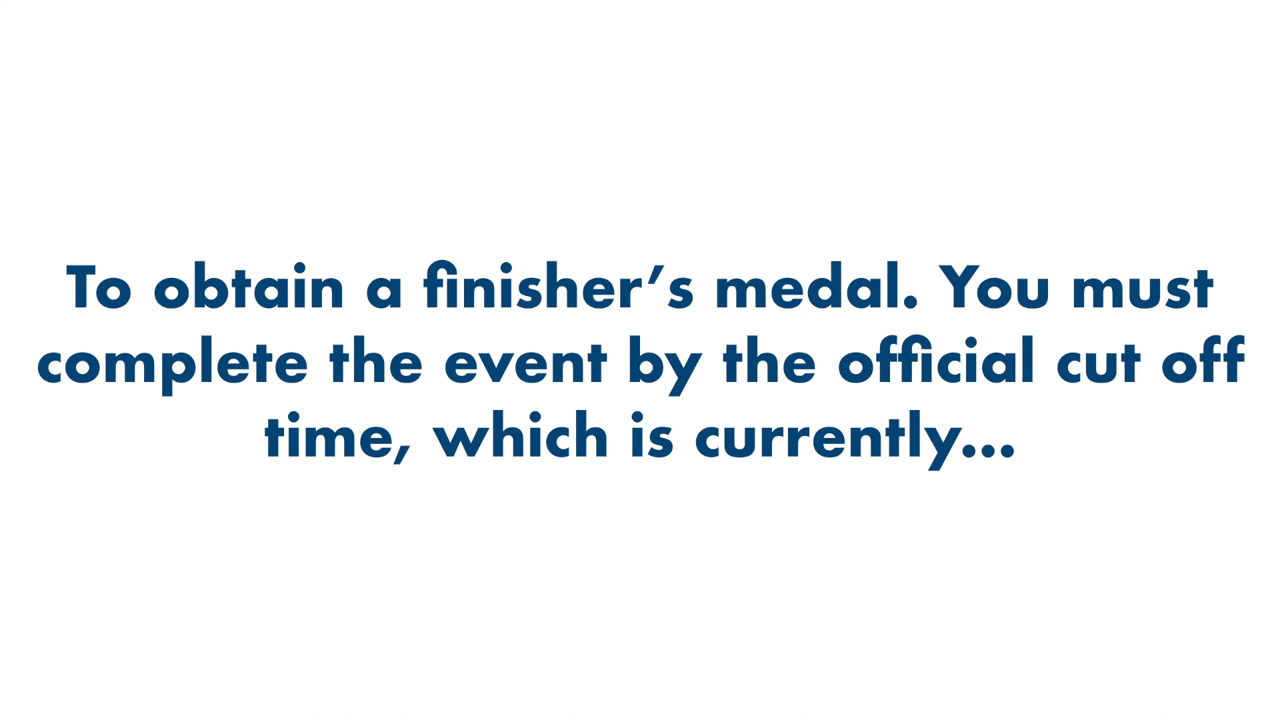 To obtain a finisher’s medal. You must
complete the event by the official cut off
time, which is currently...